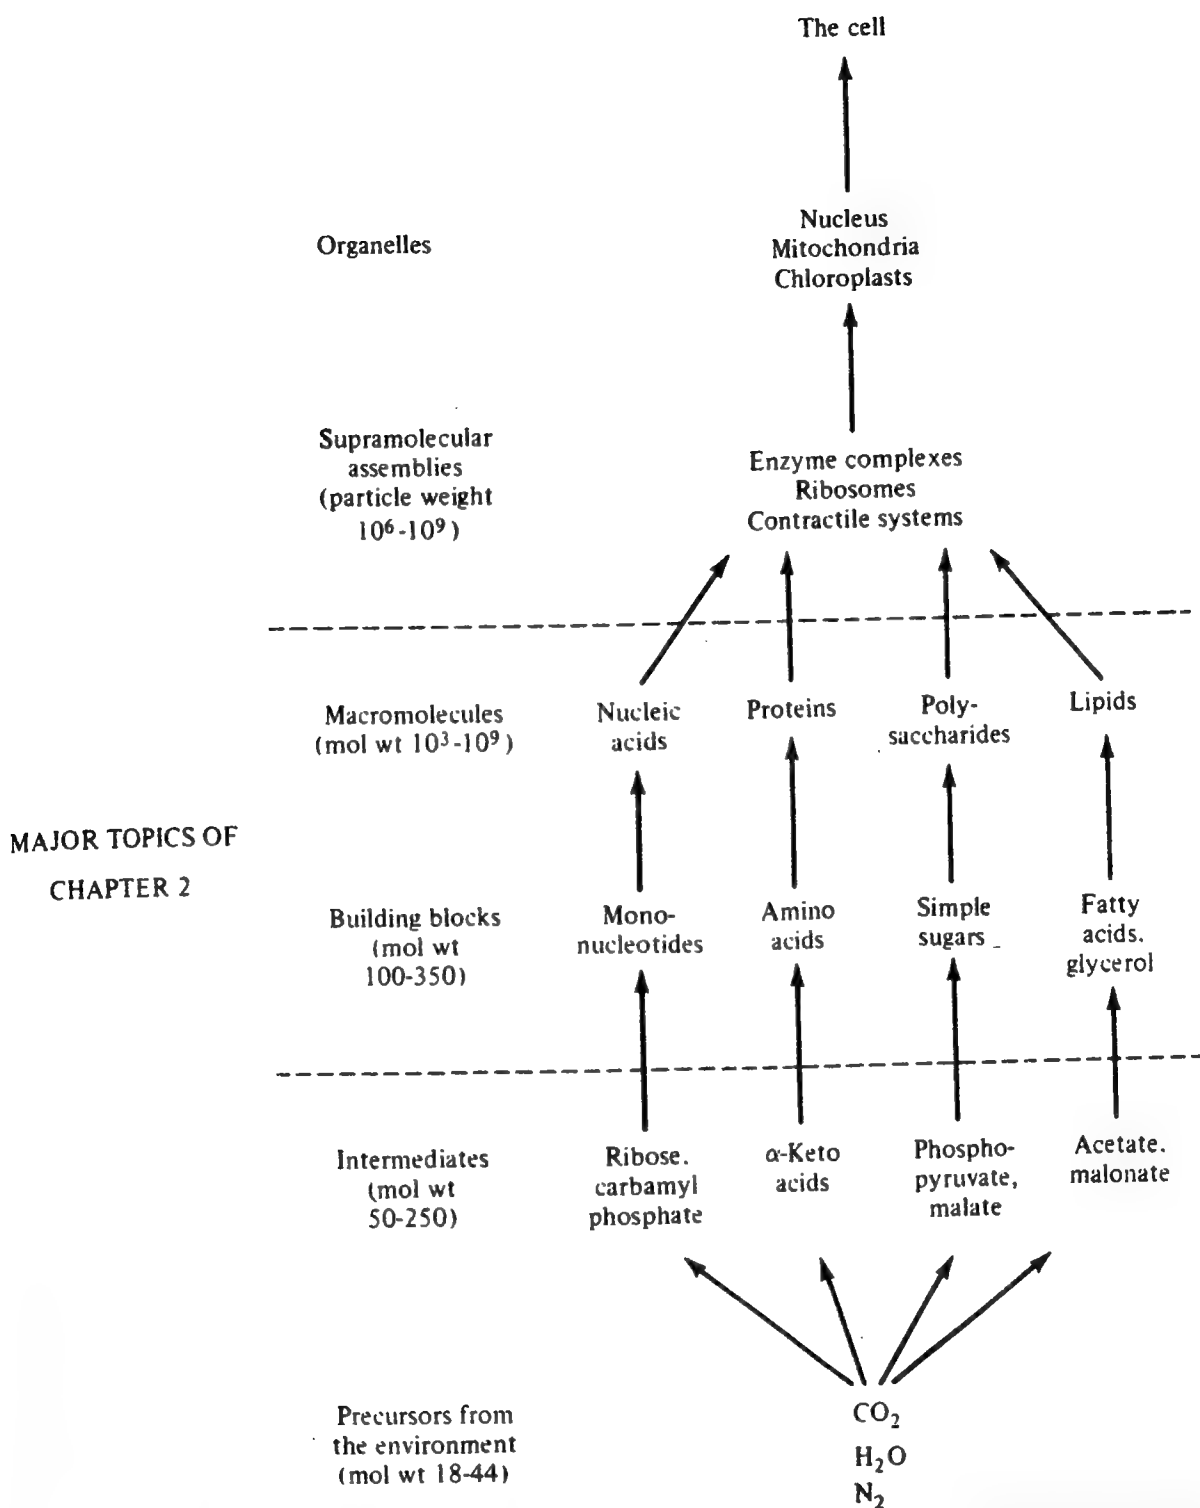 The cell
Organelles
Nucleus
Mitochondria
Chloroplasts
Supramolecular
assemblies
(particle weight
10⁶-10⁹)
Enzyme complexes
Ribosomes
Contractile systems
Macromolecules
(mol wt 10³-10⁹)
Nucleic
acids
Proteins
Poly-
saccharides
Lipids
MAJOR TOPICS OF
CHAPTER 2
Building blocks
(mol wt
100-350)
Mono-
nucleotides
Amino
acids
Simple
sugars
Fatty
acids.
glycerol
Intermediates
(mol wt
50-250)
Ribose.
carbamyl
phosphate
α-Keto
acids
Phospho-
pyruvate,
malate
Acetate.
malonate
Precursors from
the environment
(mol wt 18-44)
CO₂
H₂O
N₂